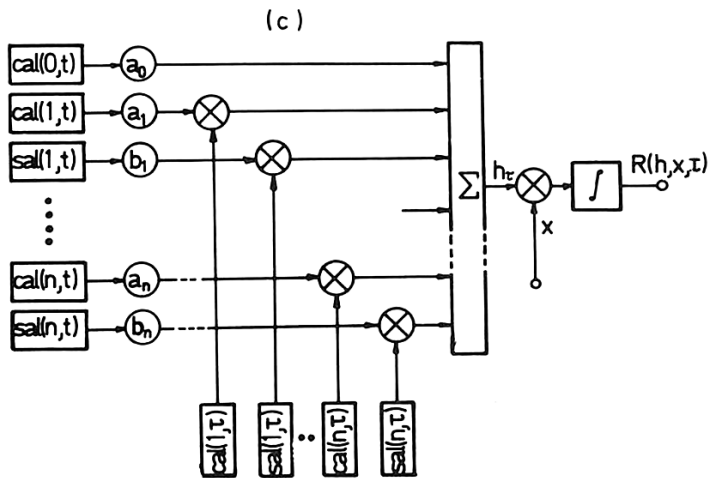 (c)
cal(0,t) a₀
cal(1,t) a₁
sal(1,t) b₁
Σ h_τ ∫ R(h,x,τ)
x
cal(n,t) aₙ
sal(n,t) bₙ
cal(1,τ) sal(1,τ) cal(n,τ) sal(n,τ)